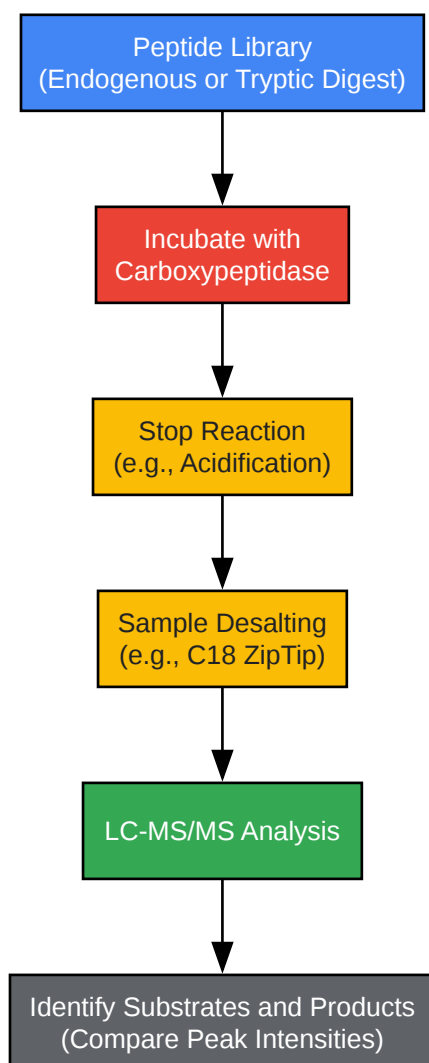 Peptide Library
(Endogenous or Tryptic Digest)
Incubate with
Carboxypeptidase
Stop Reaction
(e.g., Acidification)
Sample Desalting
(e.g., C18 ZipTip)
LC-MS/MS Analysis
Identify Substrates and Products
(Compare Peak Intensities)